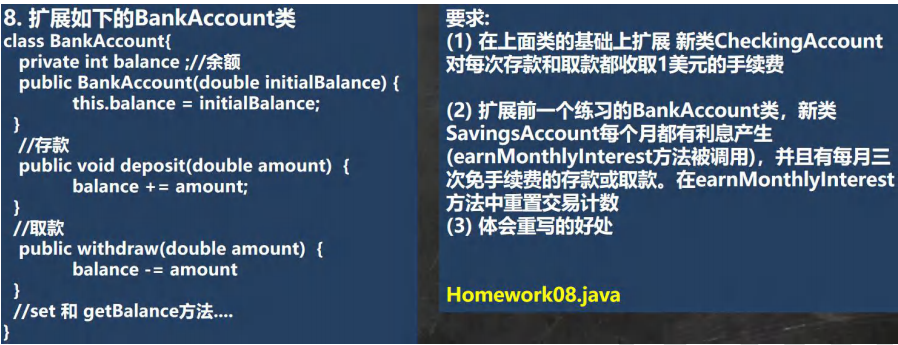 8. 扩展如下的BankAccount类
class BankAccount{
private int balance ;//余额
public BankAccount(double initialBalance) {
this.balance = initialBalance;
}
//存款
public void deposit(double amount) {
balance += amount;
}
//取款
public withdraw(double amount) {
balance -= amount
}
//set 和 getBalance方法....
}
要求:
(1) 在上面类的基础上扩展 新类CheckingAccount
对每次存款和取款都收取1美元的手续费
(2) 扩展前一个练习的BankAccount类，新类
SavingsAccount每个月都有利息产生
(earnMonthlyInterest方法被调用)，并且有每月三
次免手续费的存款或取款。在earnMonthlyInterest
方法中重置交易计数
(3) 体会重写的好处
Homework08.java